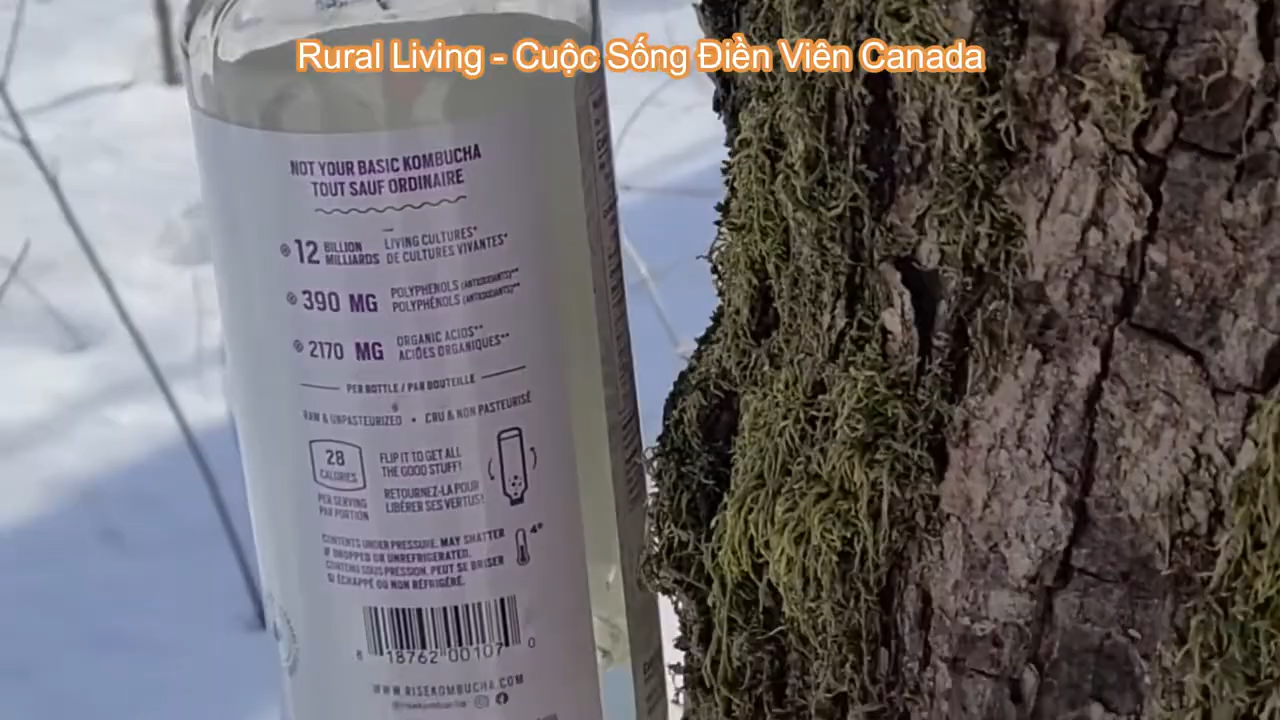 Rural Living - Cuộc Sống Điền Viên Canada
NOT YOUR BASIC KOMBUCHA
TOUT SAUF ORDINAIRE
12 BILLION MILLIARDS LIVING CULTURES* DE CULTURES VIVANTES*
390 MG POLYPHENOLS (ANTIOXIDANTS)** POLYPHÉNOLS (ANTIOXIDANTS)**
2170 MG ORGANIC ACIDS** ACIDES ORGANIQUES**
PER BOTTLE / PAR BOUTEILLE
RAW & UNPASTEURIZED • CRU & NON PASTEURISÉ
28 CALORIES
PER SERVING
PAR PORTION
FLIP IT TO GET ALL
THE GOOD STUFF!
RETOURNEZ-LA POUR
LIBÉRER SES VERTUS!
CONTENTS UNDER PRESSURE. MAY SHATTER
IF DROPPED OR UNREFRIGERATED.
CONTENU SOUS PRESSION. PEUT SE BRISER
SI ÉCHAPPÉ OU NON RÉFRIGÉRÉ.
4°
8 18762 00107 0
WWW.RISEKOMBUCHA.COM